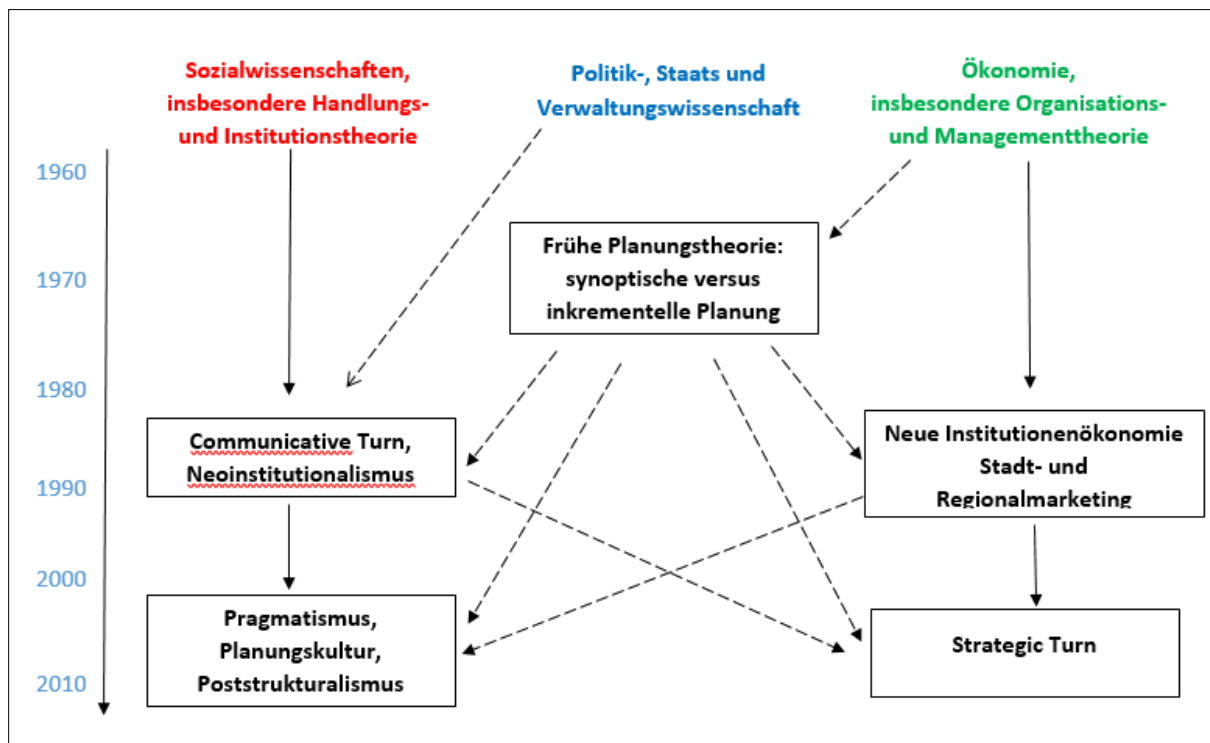 Sozialwissenschaften,
insbesondere Handlungs-
und Institutionstheorie
Politik-, Staats und
Verwaltungswissenschaft
Ökonomie,
insbesondere Organisations-
und Managementtheorie
1960
1970
1980
1990
2000
2010
Frühe Planungstheorie:
synoptische versus
inkrementelle Planung
Communicative Turn,
Neoinstitutionalismus
Neue Institutionenökonomie
Stadt- und
Regionalmarketing
Pragmatismus,
Planungskultur,
Poststrukturalismus
Strategic Turn